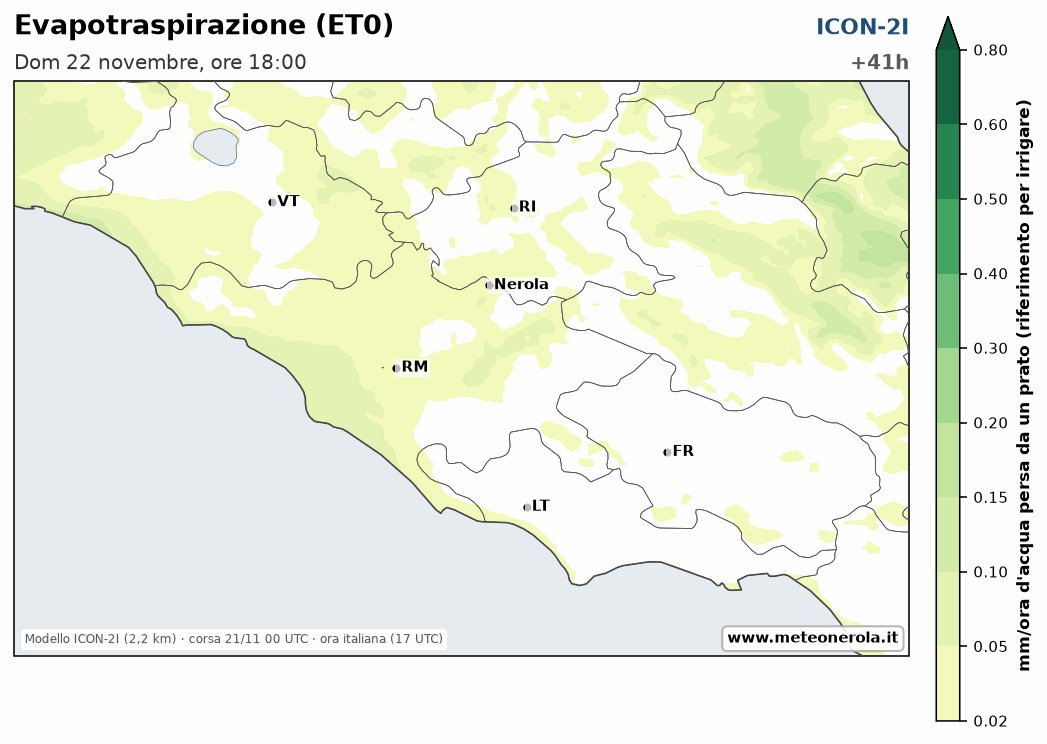 Evapotraspirazione (ET0)
ICON-2I
Dom 22 novembre, ore 18:00
+41h
VT
RI
Nerola
RM
FR
LT
Modello ICON-2I (2,2 km) · corsa 21/11 00 UTC · ora italiana (17 UTC)
www.meteonerola.it
0.80
0.60
0.50
0.40
0.30
0.20
0.15
0.10
0.05
0.02
mm/ora d'acqua persa da un prato (riferimento per irrigare)